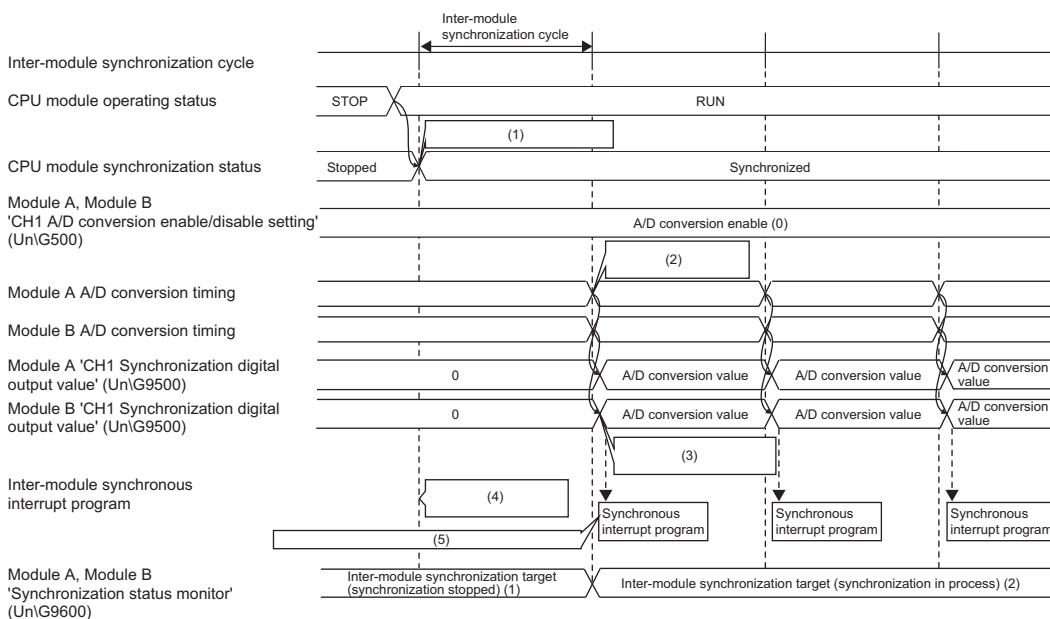 Inter-module
synchronization cycle
Inter-module synchronization cycle
CPU module operating status
STOP
RUN
(1)
CPU module synchronization status
Stopped
Synchronized
Module A, Module B
'CH1 A/D conversion enable/disable setting'
(Un\G500)
A/D conversion enable (0)
(2)
Module A A/D conversion timing
Module B A/D conversion timing
Module A 'CH1 Synchronization digital
output value' (Un\G9500)
0
A/D conversion value
A/D conversion value
A/D conversion
value
Module B 'CH1 Synchronization digital
output value' (Un\G9500)
0
A/D conversion value
A/D conversion value
A/D conversion
value
(3)
Inter-module synchronous
interrupt program
(4)
Synchronous
interrupt program
Synchronous
interrupt program
Synchronous
interrupt program
(5)
Module A, Module B
'Synchronization status monitor'
(Un\G9600)
Inter-module synchronization target
(synchronization stopped) (1)
Inter-module synchronization target (synchronization in process) (2)